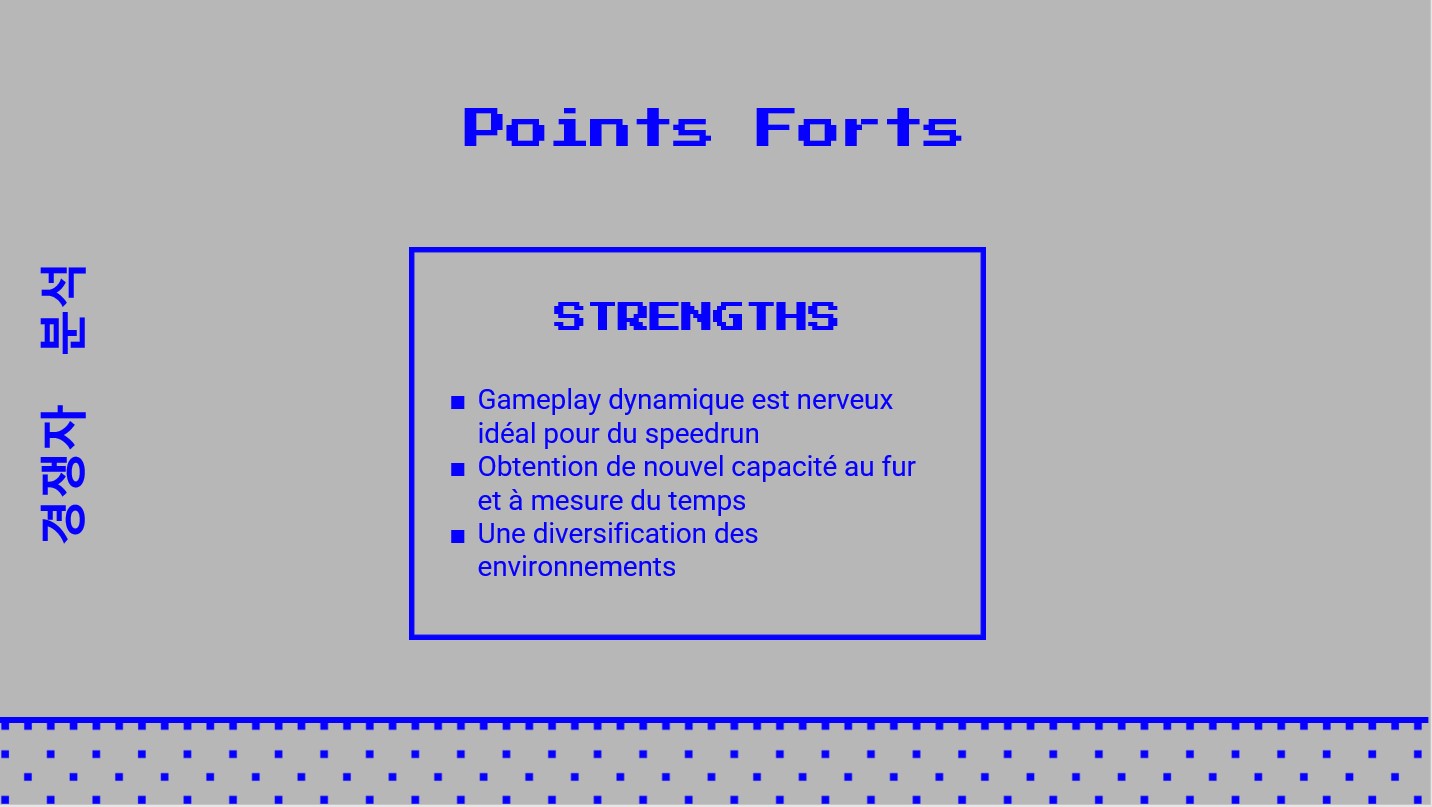 Points Forts
경쟁자 분석
STRENGTHS
■ Gameplay dynamique est nerveux
idéal pour du speedrun
■ Obtention de nouvel capacité au fur
et à mesure du temps
■ Une diversification des
environnements